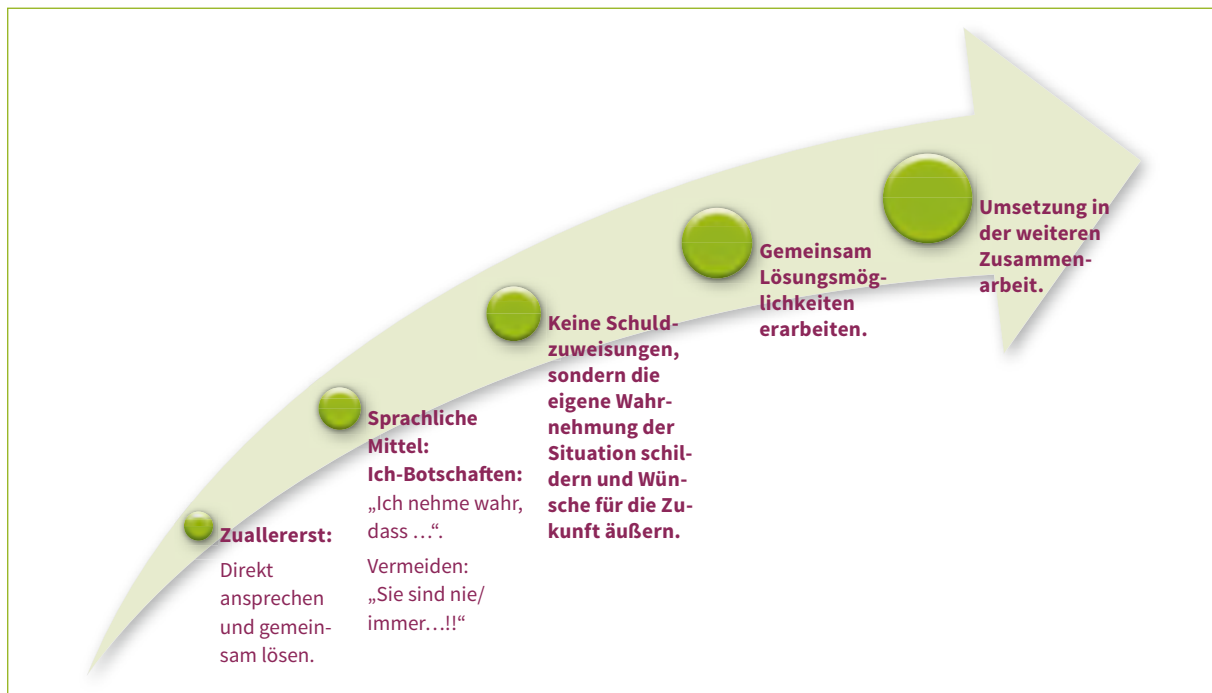 Zuallererst:
Direkt
ansprechen
und gemein-
sam lösen.
Sprachliche
Mittel:
Ich-Botschaften:
„Ich nehme wahr,
dass …“.
Vermeiden:
„Sie sind nie/
immer…!!“
Keine Schuld-
zuweisungen,
sondern die
eigene Wahr-
nehmung der
Situation schil-
dern und Wün-
sche für die Zu-
kunft äußern.
Gemeinsam
Lösungsmög-
lichkeiten
erarbeiten.
Umsetzung in
der weiteren
Zusammen-
arbeit.